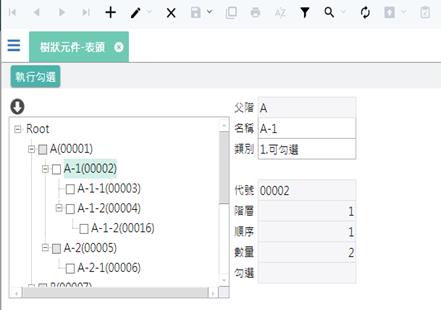 樹狀元件-表頭
執行勾選
Root
A(00001)
A-1(00002)
A-1-1(00003)
A-1-2(00004)
A-1-2(00016)
A-2(00005)
A-2-1(00006)
B(00007)
父階 A
名稱 A-1
類別 1.可勾選
代號 00002
階層 1
順序 1
數量 2
勾選